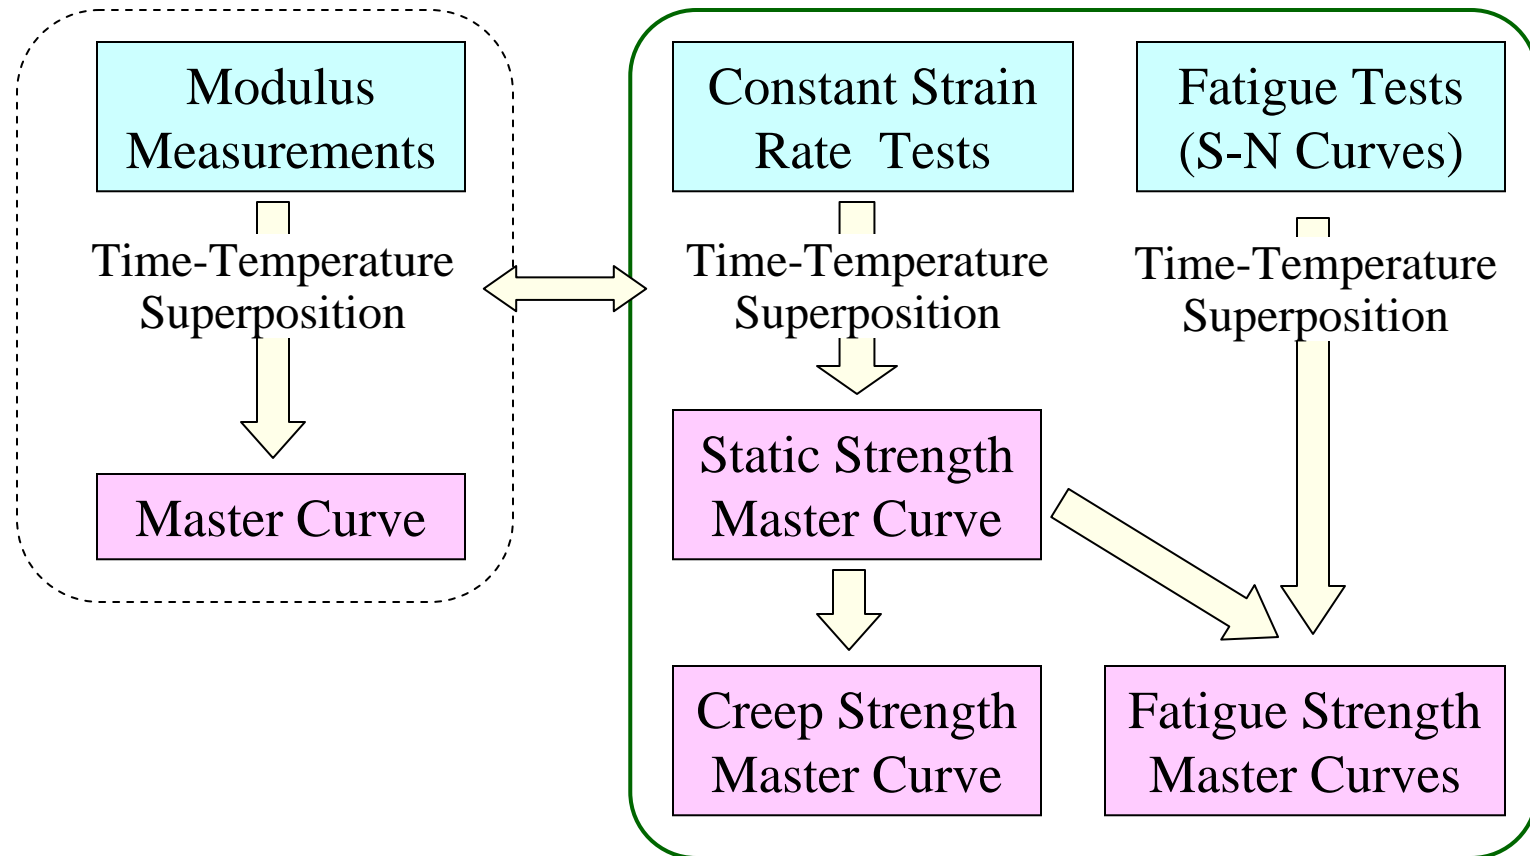 Modulus
Measurements
Time-Temperature
Superposition
Master Curve
Constant Strain
Rate Tests
Time-Temperature
Superposition
Static Strength
Master Curve
Creep Strength
Master Curve
Fatigue Tests
(S-N Curves)
Time-Temperature
Superposition
Fatigue Strength
Master Curves